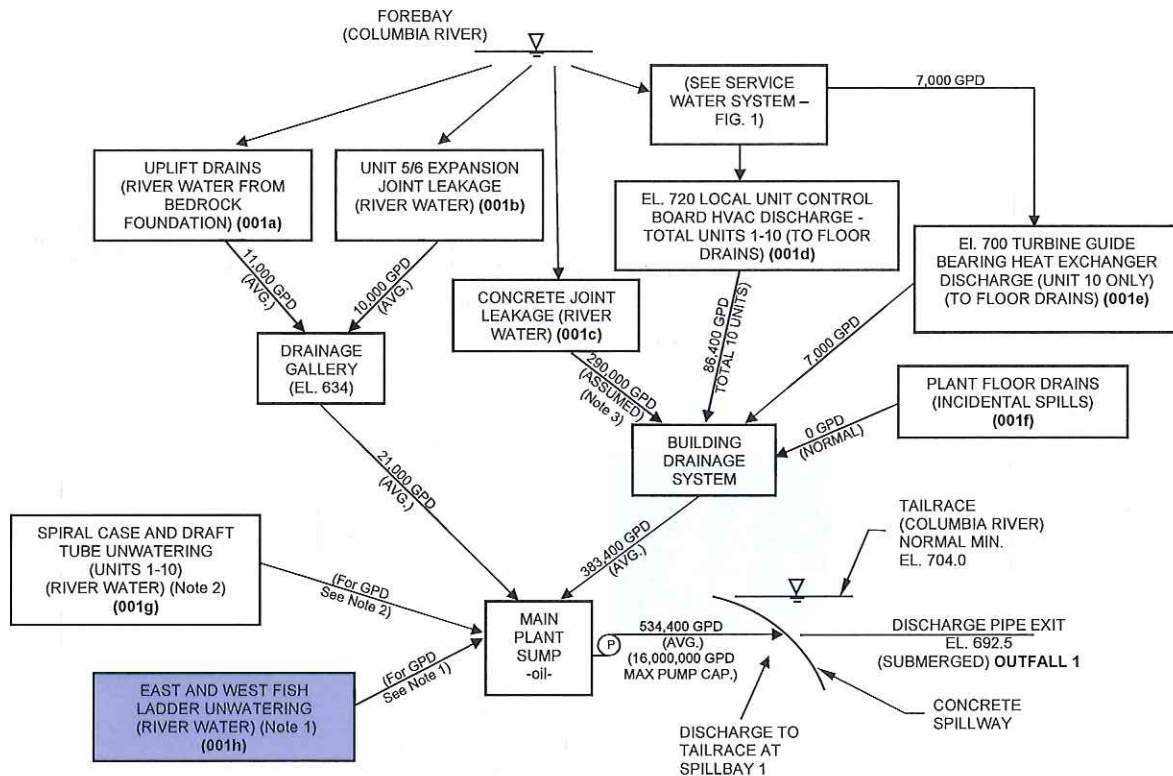 FOREBAY
(COLUMBIA RIVER)
(SEE SERVICE
WATER SYSTEM –
FIG. 1)
7,000 GPD
UPLIFT DRAINS
(RIVER WATER FROM
BEDROCK
FOUNDATION) (001a)
UNIT 5/6 EXPANSION
JOINT LEAKAGE
(RIVER WATER) (001b)
EL. 720 LOCAL UNIT CONTROL
BOARD HVAC DISCHARGE -
TOTAL UNITS 1-10 (TO FLOOR
DRAINS) (001d)
El. 700 TURBINE GUIDE
BEARING HEAT EXCHANGER
DISCHARGE (UNIT 10 ONLY)
(TO FLOOR DRAINS) (001e)
11,000 GPD
(AVG.)
10,000 GPD
(AVG.)
CONCRETE JOINT
LEAKAGE (RIVER
WATER) (001c)
86,400 GPD
TOTAL 10 UNITS)
7,000 GPD
DRAINAGE
GALLERY
(EL. 634)
290,000 GPD
(ASSUMED)
(Note 3)
PLANT FLOOR DRAINS
(INCIDENTAL SPILLS)
(001f)
0 GPD
(NORMAL)
BUILDING
DRAINAGE
SYSTEM
21,000 GPD
(AVG.)
383,400 GPD
(AVG.)
TAILRACE
(COLUMBIA RIVER)
NORMAL MIN.
EL. 704.0
SPIRAL CASE AND DRAFT
TUBE UNWATERING
(UNITS 1-10)
(RIVER WATER) (Note 2)
(001g)
(For GPD
See Note 2)
MAIN
PLANT
SUMP
-oil-
P
534,400 GPD
(AVG.)
(16,000,000 GPD
MAX PUMP CAP.)
DISCHARGE PIPE EXIT
EL. 692.5
(SUBMERGED) OUTFALL 1
EAST AND WEST FISH
LADDER UNWATERING
(RIVER WATER) (Note 1)
(001h)
(For GPD
See Note 1)
DISCHARGE TO
TAILRACE AT
SPILLBAY 1
CONCRETE
SPILLWAY